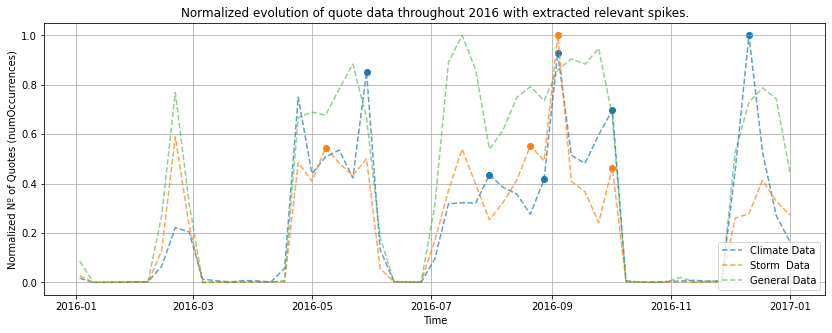 Normalized evolution of quote data throughout 2016 with extracted relevant spikes.
Normalized Nº of Quotes (numOccurrences)
1.0
0.8
0.6
0.4
0.2
0.0
2016-01
2016-03
2016-05
2016-07
2016-09
2016-11
2017-01
Time
Climate Data
Storm  Data
General Data